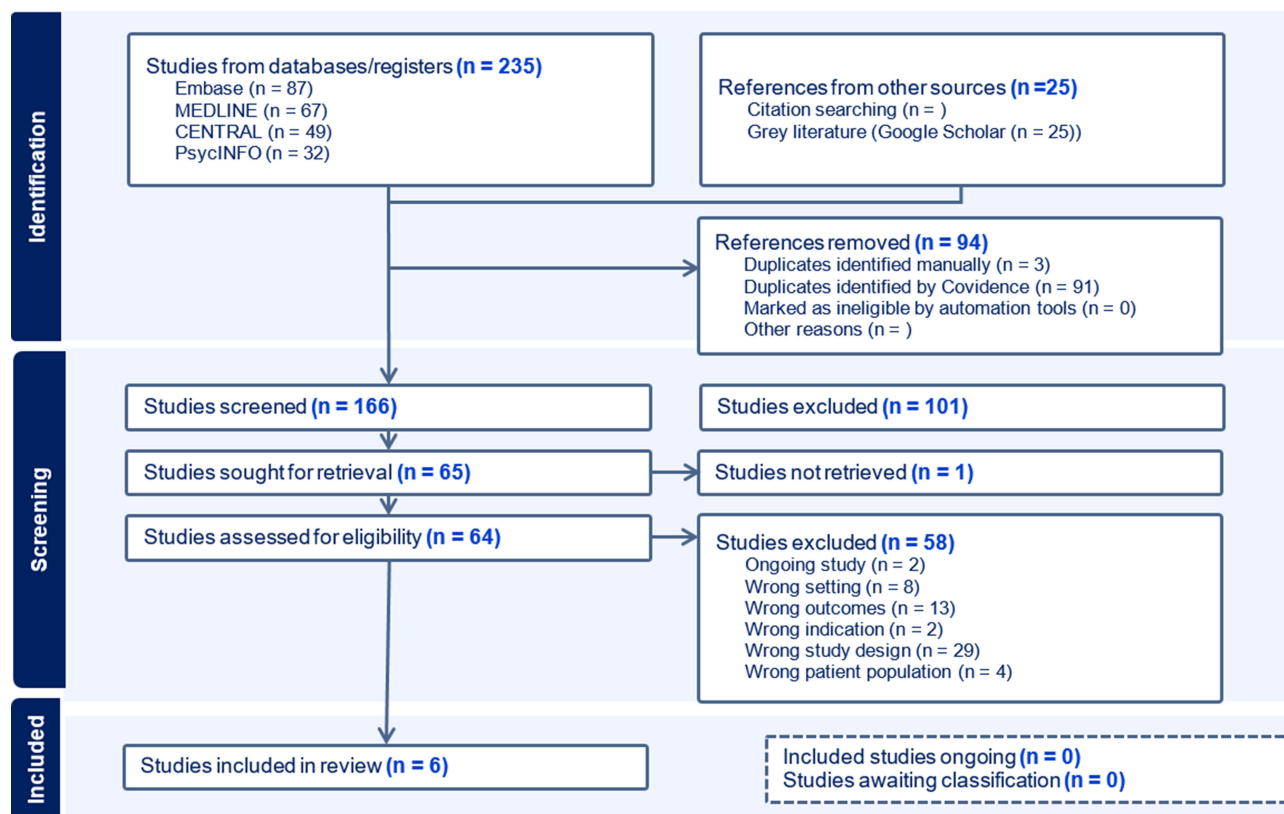 Identification
Studies from databases/registers (n = 235)
Embase (n = 87)
MEDLINE (n = 67)
CENTRAL (n = 49)
PsycINFO (n = 32)
References from other sources (n =25)
Citation searching (n = )
Grey literature (Google Scholar (n = 25))
References removed (n = 94)
Duplicates identified manually (n = 3)
Duplicates identified by Covidence (n = 91)
Marked as ineligible by automation tools (n = 0)
Other reasons (n = )
Screening
Studies screened (n = 166)
Studies excluded (n = 101)
Studies sought for retrieval (n = 65)
Studies not retrieved (n = 1)
Studies assessed for eligibility (n = 64)
Studies excluded (n = 58)
Ongoing study (n = 2)
Wrong setting (n = 8)
Wrong outcomes (n = 13)
Wrong indication (n = 2)
Wrong study design (n = 29)
Wrong patient population (n = 4)
Included
Studies included in review (n = 6)
Included studies ongoing (n = 0)
Studies awaiting classification (n = 0)